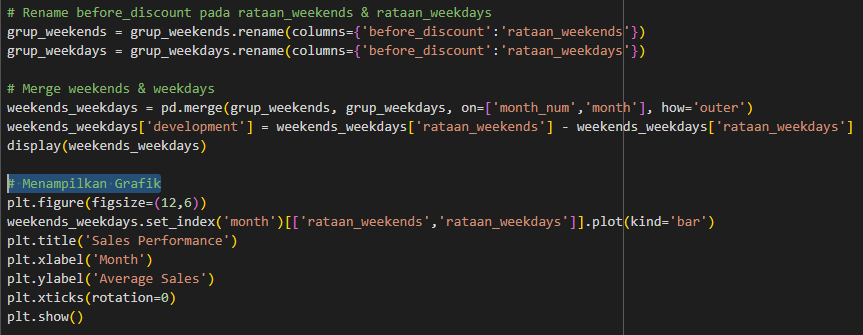 # Rename before_discount pada rataan_weekends & rataan_weekdays
grup_weekends = grup_weekends.rename(columns={'before_discount':'rataan_weekends'})
grup_weekdays = grup_weekdays.rename(columns={'before_discount':'rataan_weekdays'})
# Merge weekends & weekdays
weekends_weekdays = pd.merge(grup_weekends, grup_weekdays, on=['month_num','month'], how='outer')
weekends_weekdays['development'] = weekends_weekdays['rataan_weekends'] - weekends_weekdays['rataan_weekdays']
display(weekends_weekdays)
# Menampilkan Grafik
plt.figure(figsize=(12,6))
weekends_weekdays.set_index('month')[['rataan_weekends','rataan_weekdays']].plot(kind='bar')
plt.title('Sales Performance')
plt.xlabel('Month')
plt.ylabel('Average Sales')
plt.xticks(rotation=0)
plt.show()